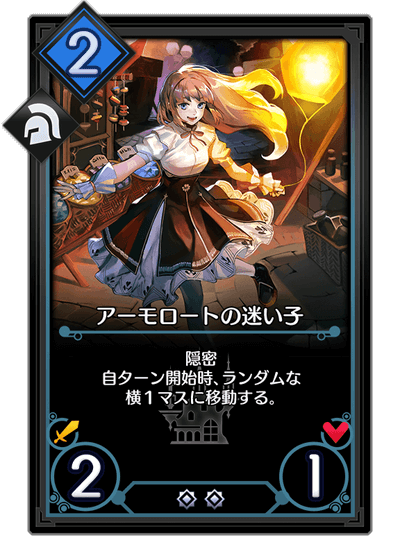 2
アーモロートの迷い子
隠密
自ターン開始時、ランダムな
横１マスに移動する。
2
1